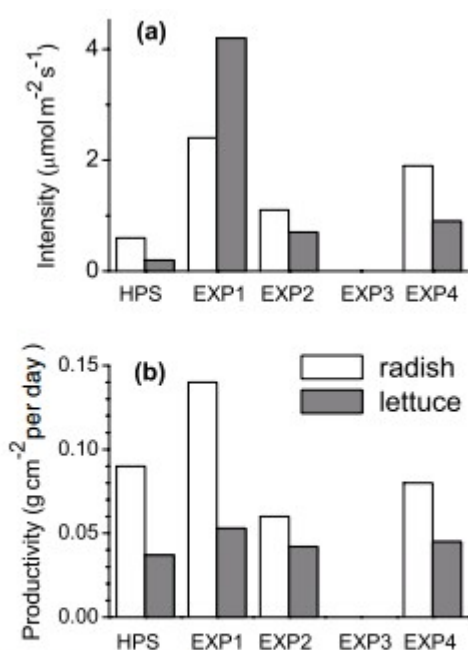 (a)
Intensity (μmol m⁻² s⁻¹)
4
2
0
HPS EXP1 EXP2 EXP3 EXP4
(b)
radish
lettuce
Productivity (g cm⁻² per day )
0.15
0.10
0.05
0.00
HPS EXP1 EXP2 EXP3 EXP4